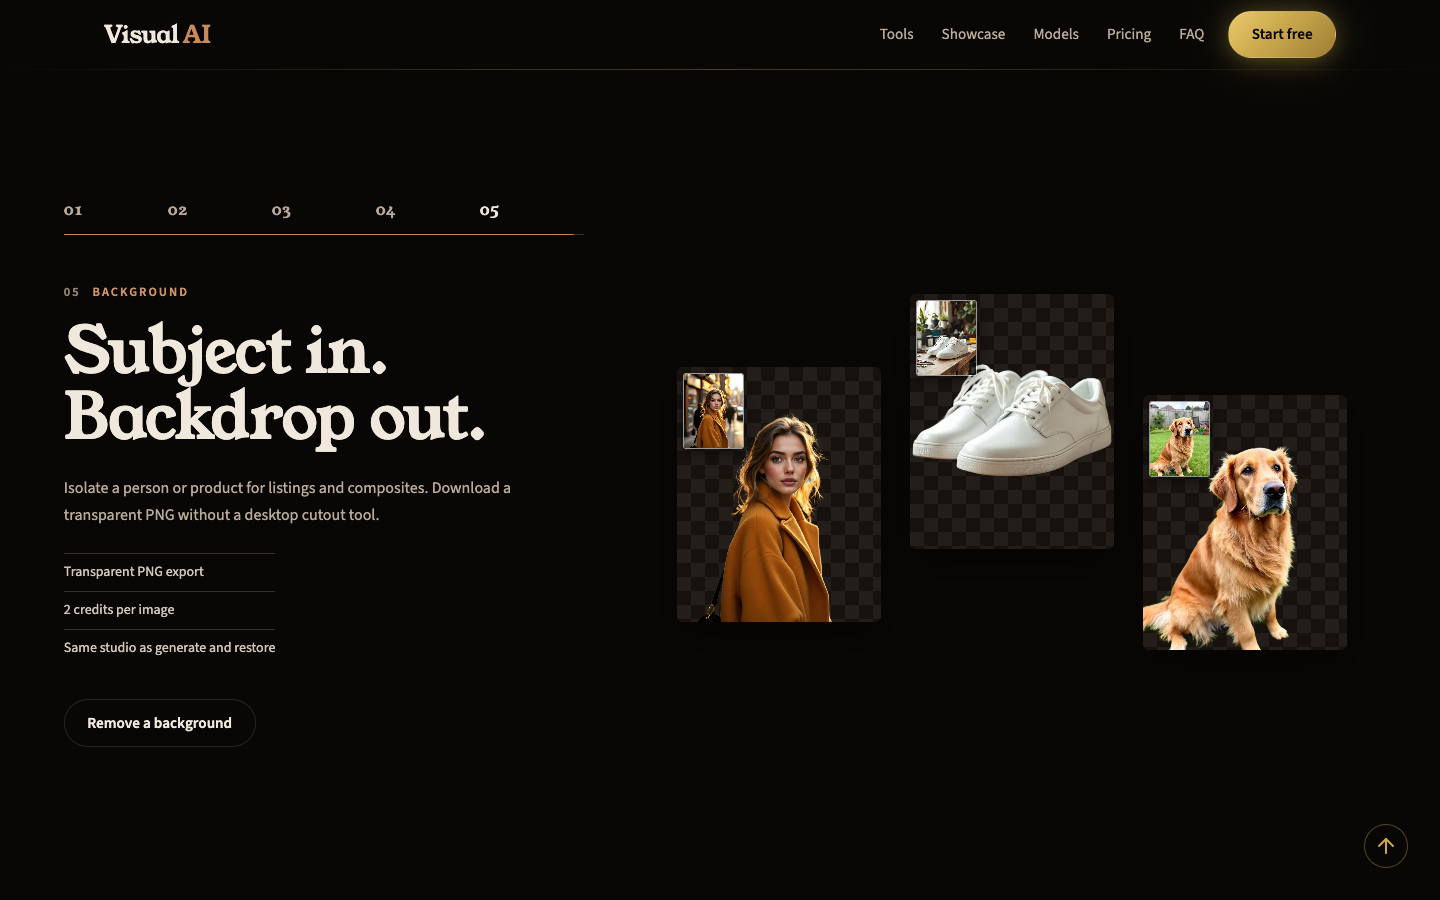 Visual AI
Tools Showcase Models Pricing FAQ Start free
01 02 03 04 05
05 BACKGROUND
Subject in.
Backdrop out.
Isolate a person or product for listings and composites. Download a
transparent PNG without a desktop cutout tool.
Transparent PNG export
2 credits per image
Same studio as generate and restore
Remove a background